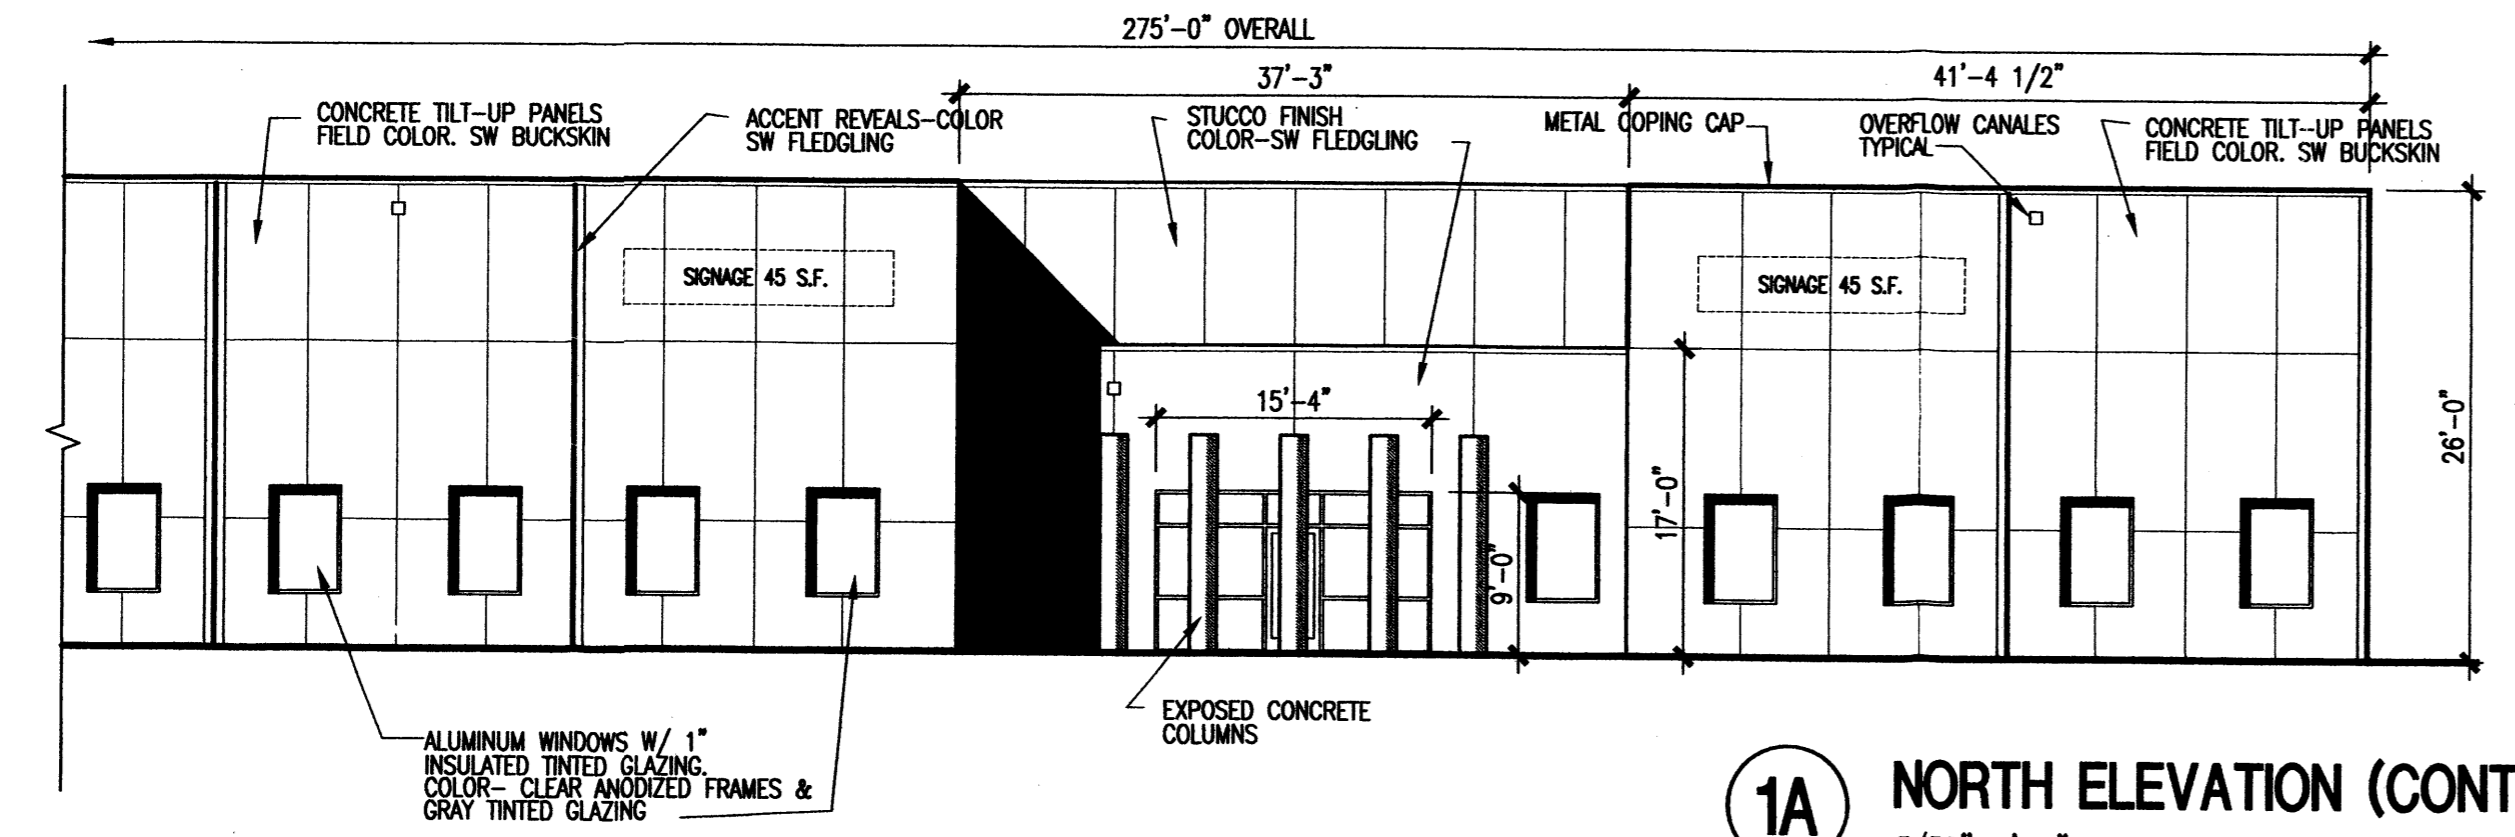 275'-0" OVERALL
37'-3"
41'-4 1/2"
CONCRETE TILT-UP PANELS
FIELD COLOR. SW BUCKSKIN
ACCENT REVEALS-COLOR
SW FLEDGLING
STUCCO FINISH
COLOR-SW FLEDGLING
METAL COPING CAP
OVERFLOW CANALES
TYPICAL
CONCRETE TILT--UP PANELS
FIELD COLOR. SW BUCKSKIN
SIGNAGE 45 S.F.
SIGNAGE 45 S.F.
15'-4"
26'-0"
17'-0"
9'-0"
EXPOSED CONCRETE
COLUMNS
ALUMINUM WINDOWS W/ 1"
INSULATED TINTED GLAZING.
COLOR- CLEAR ANODIZED FRAMES &
GRAY TINTED GLAZING
1A
NORTH ELEVATION (CONT